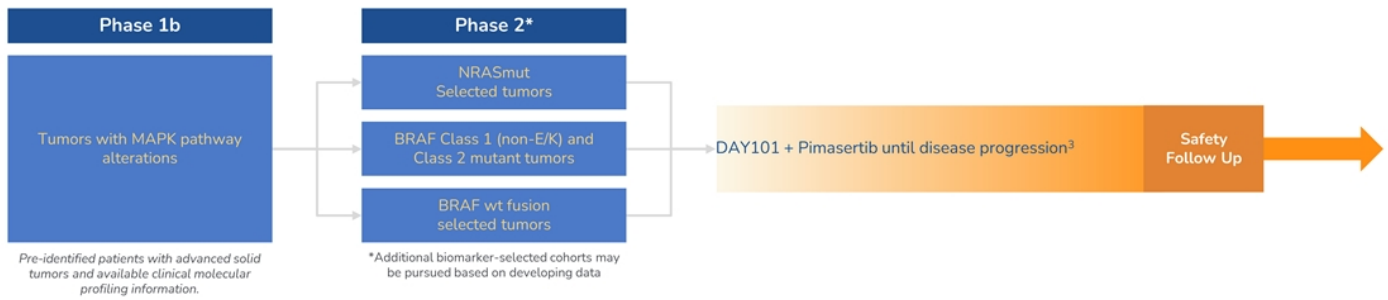 Phase 1b
Tumors with MAPK pathway
alterations
Pre-identified patients with advanced solid
tumors and available clinical molecular
profiling information.
Phase 2*
NRASmut
Selected tumors
BRAF Class 1 (non-E/K) and
Class 2 mutant tumors
BRAF wt fusion
selected tumors
*Additional biomarker-selected cohorts may
be pursued based on developing data
DAY101 + Pimasertib until disease progression³
Safety
Follow Up